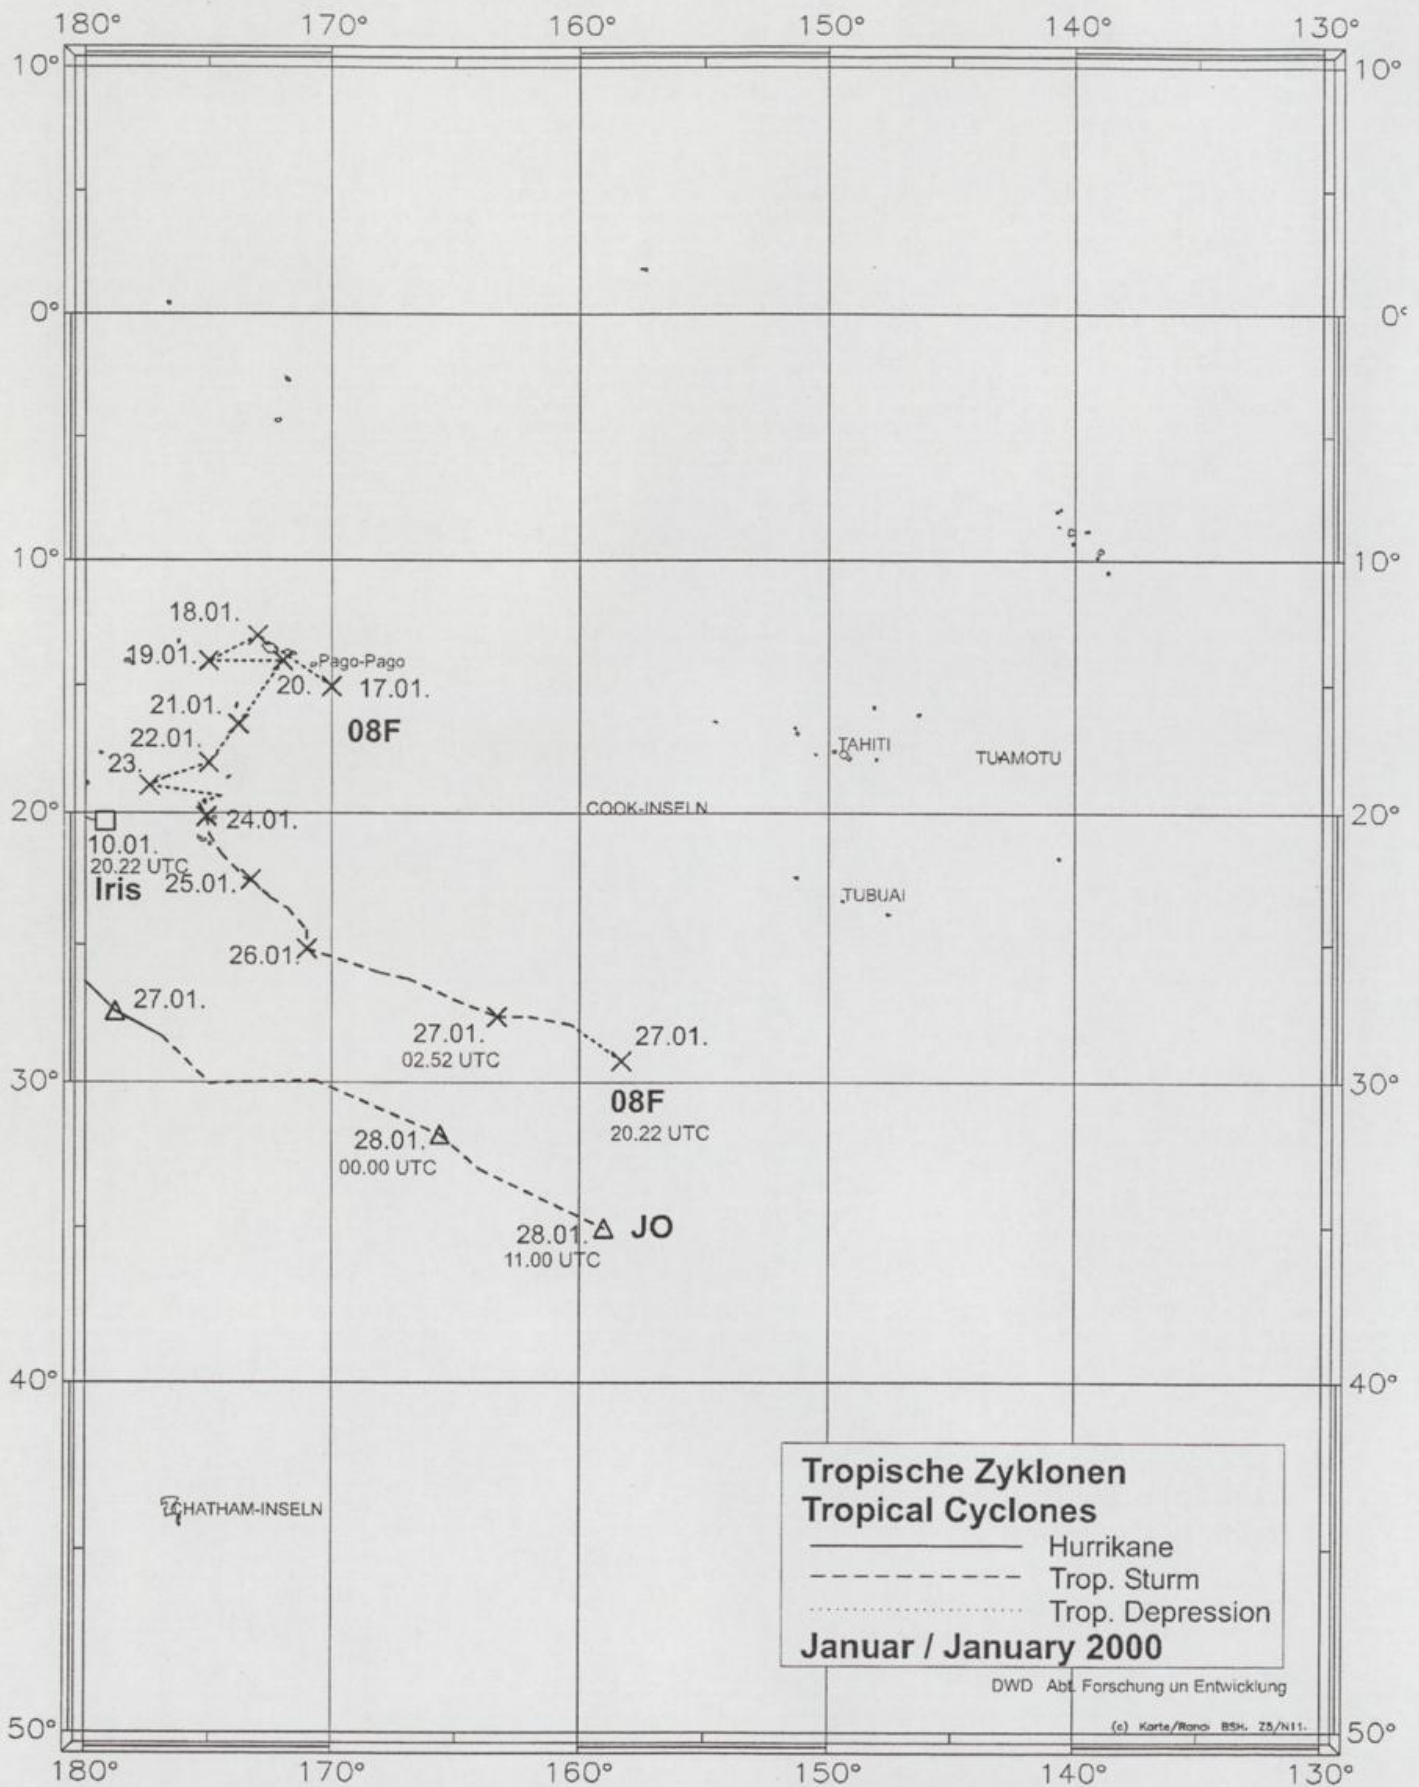 180° 170° 160° 150° 140° 130°
10° 10°
0° 0°
10° 10°
18.01.
19.01. Pago-Pago
20. 17.01.
21.01.
08F
22.01.
TAHITI TUAMOTU
23.
COOK-INSELN
20° 24.01. 20°
10.01.
20.22 UTC
Iris 25.01.
TUBUAI
26.01.
27.01.
27.01. 27.01.
02.52 UTC
30° 30°
08F
20.22 UTC
28.01.
00.00 UTC
28.01. JO
11.00 UTC
40° 40°
CHATHAM-INSELN
Tropische Zyklonen
Tropical Cyclones
Hurrikane
Trop. Sturm
Trop. Depression
Januar / January 2000
DWD Abt. Forschung un Entwicklung
(c) Karte/Rand: BSH, Z5/N11.
50° 50°
180° 170° 160° 150° 140° 130°